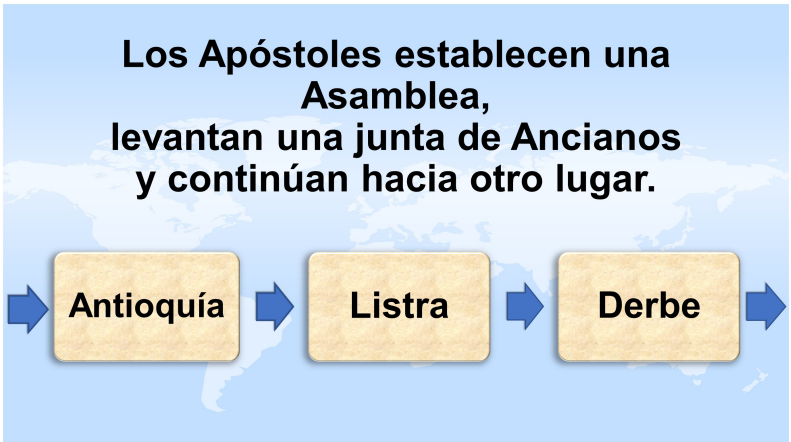 Los Apóstoles establecen una
Asamblea,
levantan una junta de Ancianos
y continúan hacia otro lugar.
Antioquía
Listra
Derbe